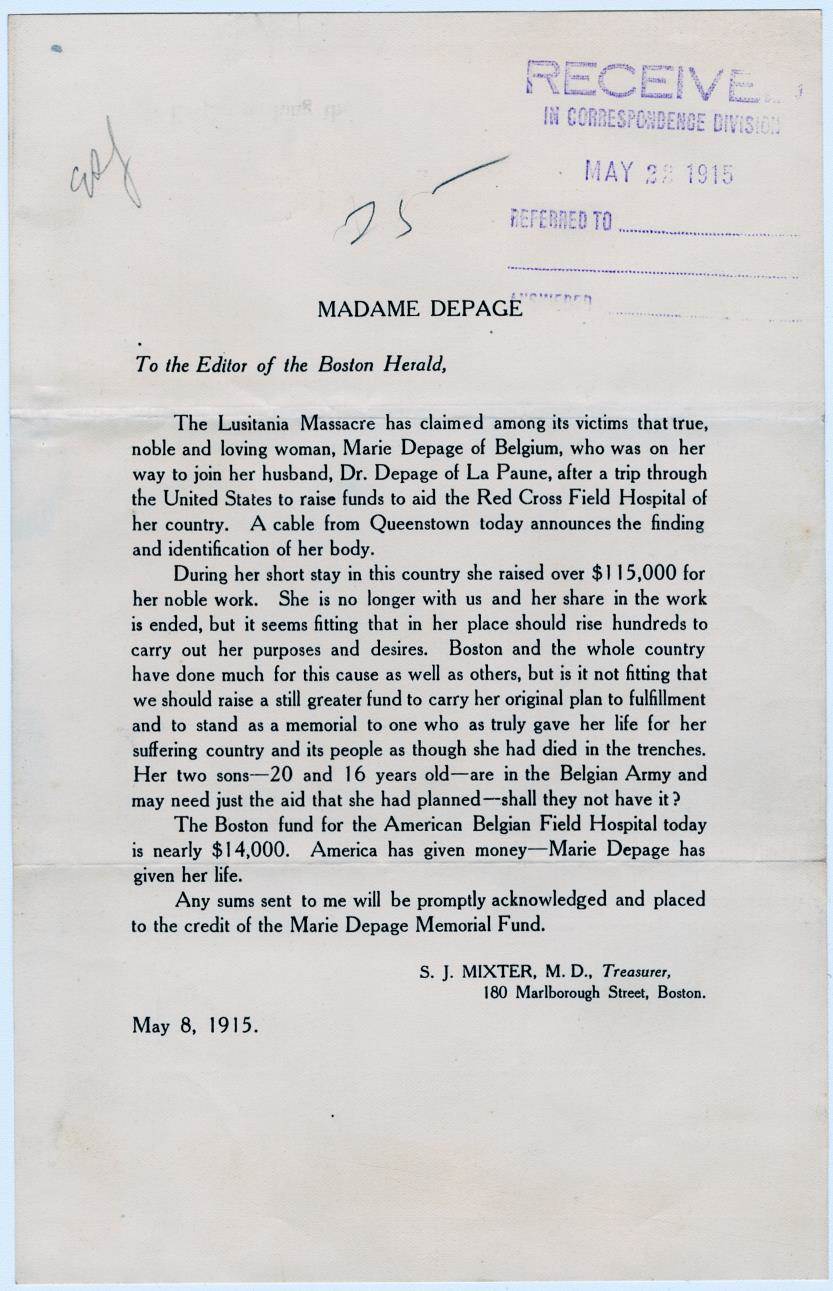 RECEIVE
IN CORRESPONDENCE DIVISION
MAY 1915
REFERRED TO
ANSWERED
MADAME DEPAGE
To the Editor of the Boston Herald,
The Lusitania Massacre has claimed among its victims that true,
noble and loving woman, Marie Depage of Belgium, who was on her
way to join her husband, Dr. Depage of La Paune, after a trip through
the United States to raise funds to aid the Red Cross Field Hospital of
her country. A cable from Queenstown today announces the finding
and identification of her body.
During her short stay in this country she raised over $115,000 for
her noble work. She is no longer with us and her share in the work
is ended, but it seems fitting that in her place should rise hundreds to
carry out her purposes and desires. Boston and the whole country
have done much for this cause as well as others, but is it not fitting that
we should raise a still greater fund to carry her original plan to fulfillment
and to stand as a memorial to one who as truly gave her life for her
suffering country and its people as though she had died in the trenches.
Her two sons—20 and 16 years old—are in the Belgian Army and
may need just the aid that she had planned—shall they not have it?
The Boston fund for the American Belgian Field Hospital today
is nearly $14,000. America has given money—Marie Depage has
given her life.
Any sums sent to me will be promptly acknowledged and placed
to the credit of the Marie Depage Memorial Fund.
S. J. MIXTER, M. D., Treasurer,
180 Marlborough Street, Boston.
May 8, 1915.